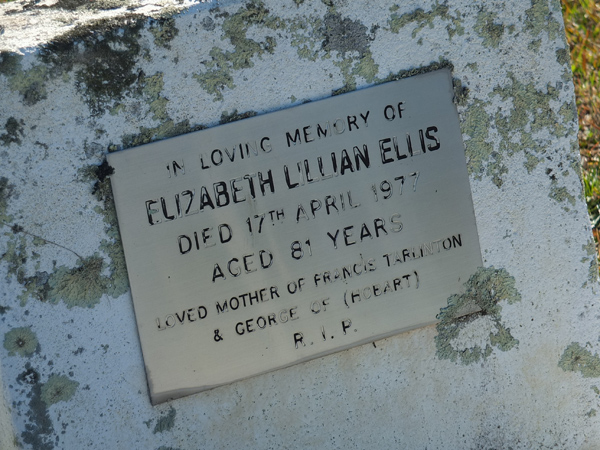 IN LOVING MEMORY OF
ELIZABETH LILLIAN ELLIS
DIED 17TH APRIL 1977
AGED 81 YEARS
LOVED MOTHER OF FRANCIS TARLINGTON
& GEORGE OF (HOBART)
R.I.P.